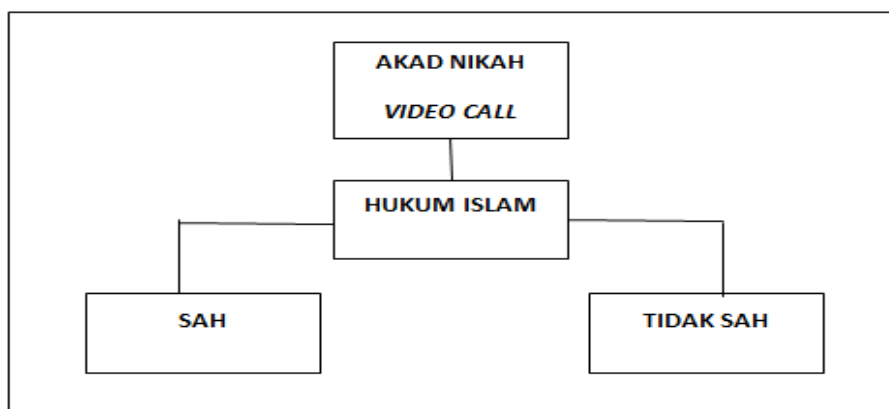 AKAD NIKAH
VIDEO CALL
HUKUM ISLAM
SAH
TIDAK SAH